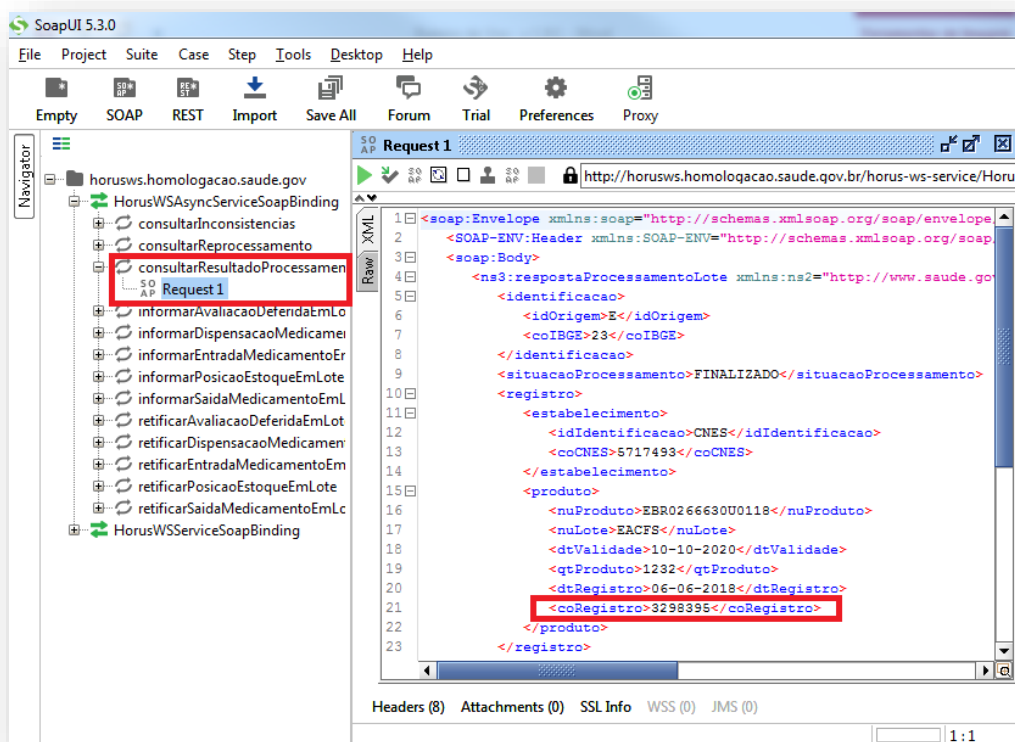 SoapUI 5.3.0
File Project Suite Case Step Tools Desktop Help
Empty SOAP REST Import Save All Forum Trial Preferences Proxy
Navigator
horusws.homologacao.saude.gov
HorusWSAsyncServiceSoapBinding
consultarInconsistencias
consultarReprocessamento
consultarResultadoProcessamen
SOAP Request 1
informarAvaliacaoDeferidaEmLo
informarDispensacaoMedicamer
informarEntradaMedicamentoEr
informarPosicaoEstoqueEmLote
informarSaidaMedicamentoEmL
retificarAvaliacaoDeferidaEmLot
retificarDispensacaoMedicamen
retificarEntradaMedicamentoEm
retificarPosicaoEstoqueEmLote
retificarSaidaMedicamentoEmLc
HorusWSServiceSoapBinding
SOAP Request 1
http://horusws.homologacao.saude.gov.br/horus-ws-service/Horu
XML
Raw
1 <soap:Envelope xmlns:soap="http://schemas.xmlsoap.org/soap/envelope/
2 <SOAP-ENV:Header xmlns:SOAP-ENV="http://schemas.xmlsoap.org/soap.
3 <soap:Body>
4 <ns3:respostaProcessamentoLote xmlns:ns2="http://www.saude.go
5 <identificacao>
6 <idOrigem>E</idOrigem>
7 <coIBGE>23</coIBGE>
8 </identificacao>
9 <situacaoProcessamento>FINALIZADO</situacaoProcessamento>
10 <registro>
11 <estabelecimento>
12 <idIdentificacao>CNES</idIdentificacao>
13 <coCNES>5717493</coCNES>
14 </estabelecimento>
15 <produto>
16 <nuProduto>EBR0266630U0118</nuProduto>
17 <nuLote>EACFS</nuLote>
18 <dtValidade>10-10-2020</dtValidade>
19 <qtProduto>1232</qtProduto>
20 <dtRegistro>06-06-2018</dtRegistro>
21 <coRegistro>3298395</coRegistro>
22 </produto>
23 </registro>
Headers (8) Attachments (0) SSL Info WSS (0) JMS (0)
1 : 1